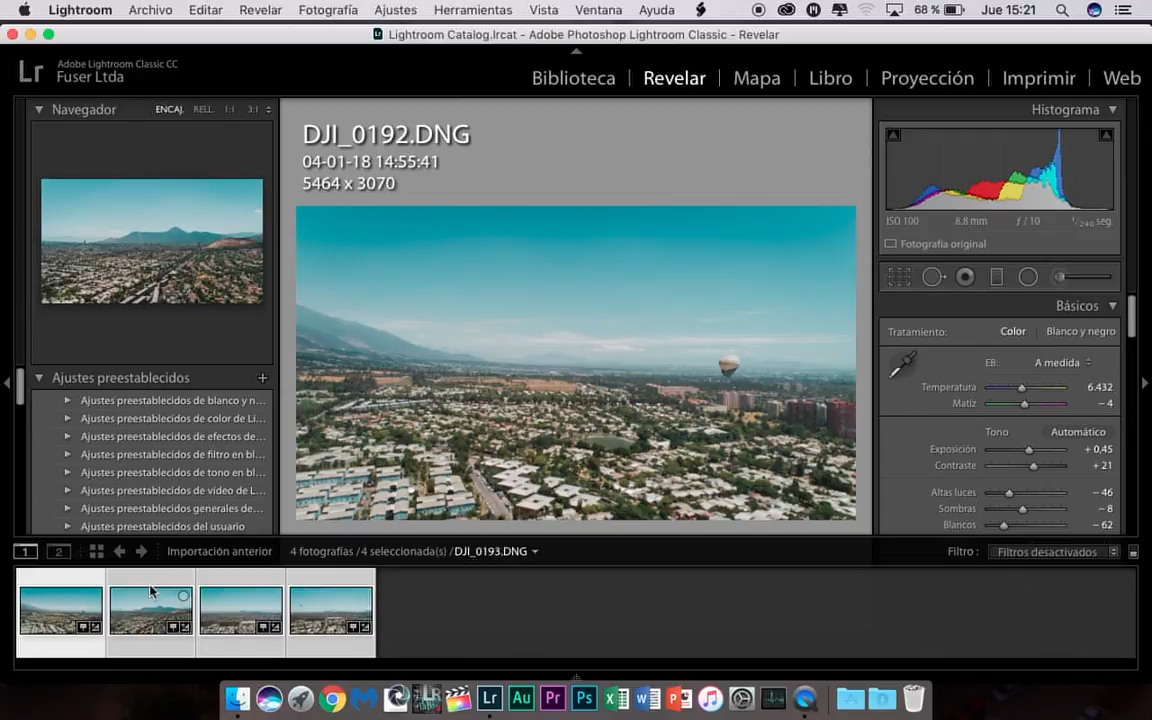 Lightroom Archivo Editar Revelar Fotografía Ajustes Herramientas Vista Ventana Ayuda 68 % Jue 15:21
Lightroom Catalog.lrcat - Adobe Photoshop Lightroom Classic - Revelar
Lr Adobe Lightroom Classic CC
Fuser Ltda
Biblioteca | Revelar | Mapa | Libro | Proyección | Imprimir | Web
Navegador ENCAJ. RELL. 1:1 3:1
Histograma
DJI_0192.DNG
04-01-18 14:55:41
5464 x 3070
ISO 100 8.8 mm ƒ / 10 1/240 seg.
Fotografía original
Básicos
Tratamiento: Color | Blanco y negro
EB: A medida
Temperatura 6.432
Matiz – 4
Tono Automático
Exposición + 0,45
Contraste + 21
Altas luces – 46
Sombras – 8
Blancos – 62
Ajustes preestablecidos +
Ajustes preestablecidos de blanco y n...
Ajustes preestablecidos de color de Li...
Ajustes preestablecidos de efectos de...
Ajustes preestablecidos de filtro en bl...
Ajustes preestablecidos de tono en bl...
Ajustes preestablecidos de vídeo de L...
Ajustes preestablecidos generales de...
Ajustes preestablecidos del usuario
1 2 Importación anterior 4 fotografías / 4 seleccionada(s) / DJI_0193.DNG Filtro : Filtros desactivados
Lr Au Pr Ps